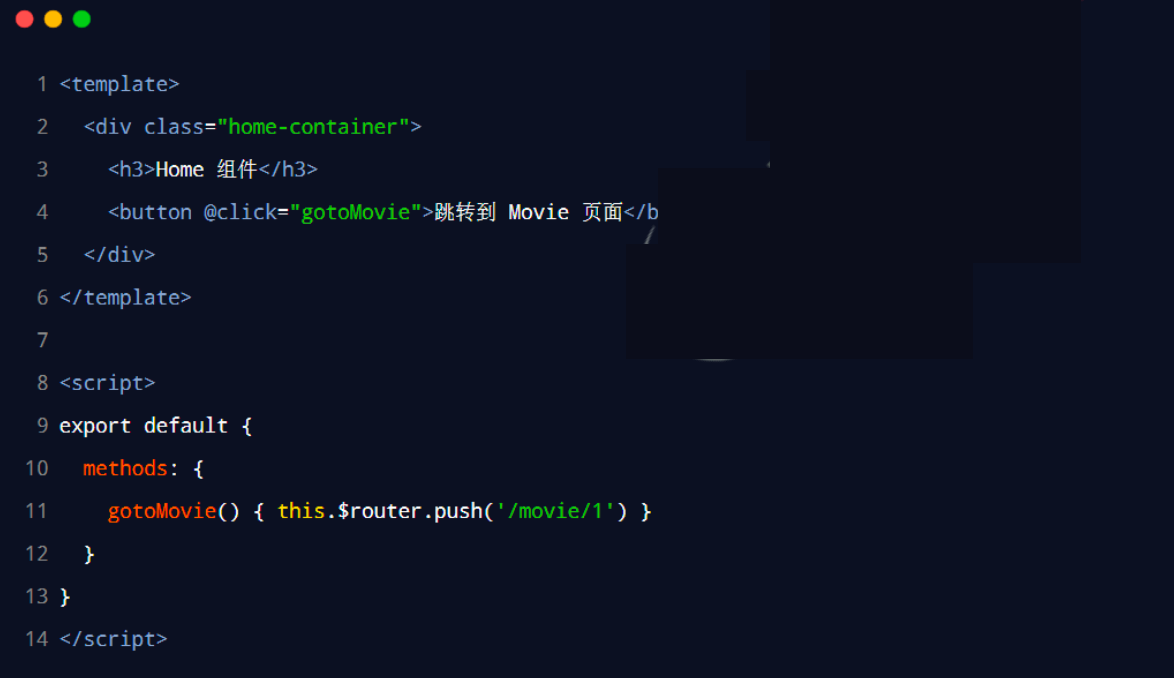 1 <template>
2 <div class="home-container">
3 <h3>Home 组件</h3>
4 <button @click="gotoMovie">跳转到 Movie 页面</b
5 </div>
6 </template>
7
8 <script>
9 export default {
10 methods: {
11 gotoMovie() { this.$router.push('/movie/1') }
12 }
13 }
14 </script>